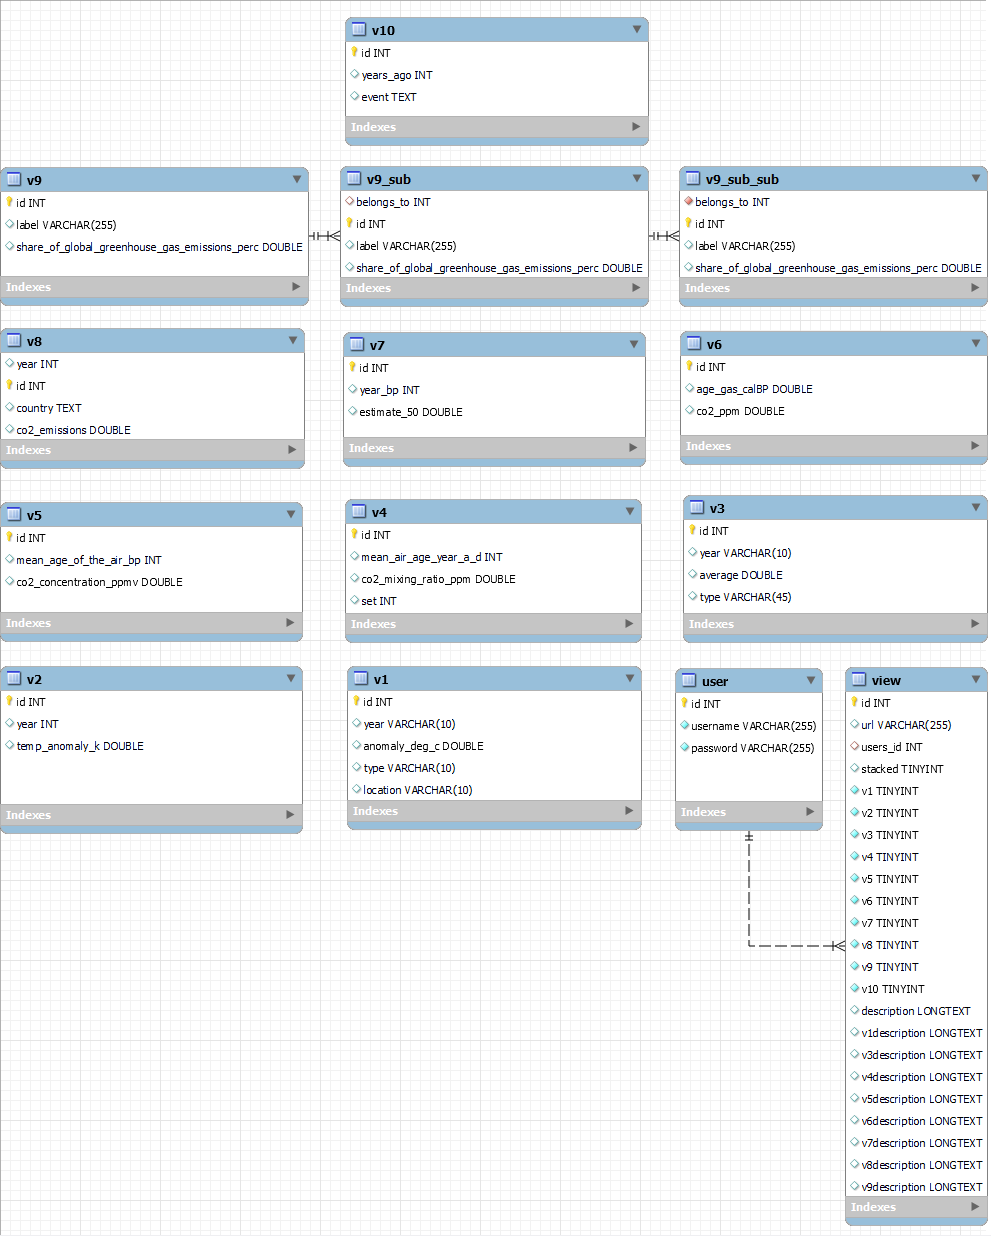 v10
id INT
years_ago INT
event TEXT
Indexes
v9
id INT
label VARCHAR(255)
share_of_global_greenhouse_gas_emissions_perc DOUBLE
Indexes
v9_sub
belongs_to INT
id INT
label VARCHAR(255)
share_of_global_greenhouse_gas_emissions_perc DOUBLE
Indexes
v9_sub_sub
belongs_to INT
id INT
label VARCHAR(255)
share_of_global_greenhouse_gas_emissions_perc DOUBLE
Indexes
v8
year INT
id INT
country TEXT
co2_emissions DOUBLE
Indexes
v7
id INT
year_bp INT
estimate_50 DOUBLE
Indexes
v6
id INT
age_gas_calBP DOUBLE
co2_ppm DOUBLE
Indexes
v5
id INT
mean_age_of_the_air_bp INT
co2_concentration_ppmv DOUBLE
Indexes
v4
id INT
mean_air_age_year_a_d INT
co2_mixing_ratio_ppm DOUBLE
set INT
Indexes
v3
id INT
year VARCHAR(10)
average DOUBLE
type VARCHAR(45)
Indexes
v2
id INT
year INT
temp_anomaly_k DOUBLE
Indexes
v1
id INT
year VARCHAR(10)
anomaly_deg_c DOUBLE
type VARCHAR(10)
location VARCHAR(10)
Indexes
user
id INT
username VARCHAR(255)
password VARCHAR(255)
Indexes
view
id INT
url VARCHAR(255)
users_id INT
stacked TINYINT
v1 TINYINT
v2 TINYINT
v3 TINYINT
v4 TINYINT
v5 TINYINT
v6 TINYINT
v7 TINYINT
v8 TINYINT
v9 TINYINT
v10 TINYINT
description LONGTEXT
v1description LONGTEXT
v3description LONGTEXT
v4description LONGTEXT
v5description LONGTEXT
v6description LONGTEXT
v7description LONGTEXT
v8description LONGTEXT
v9description LONGTEXT
Indexes